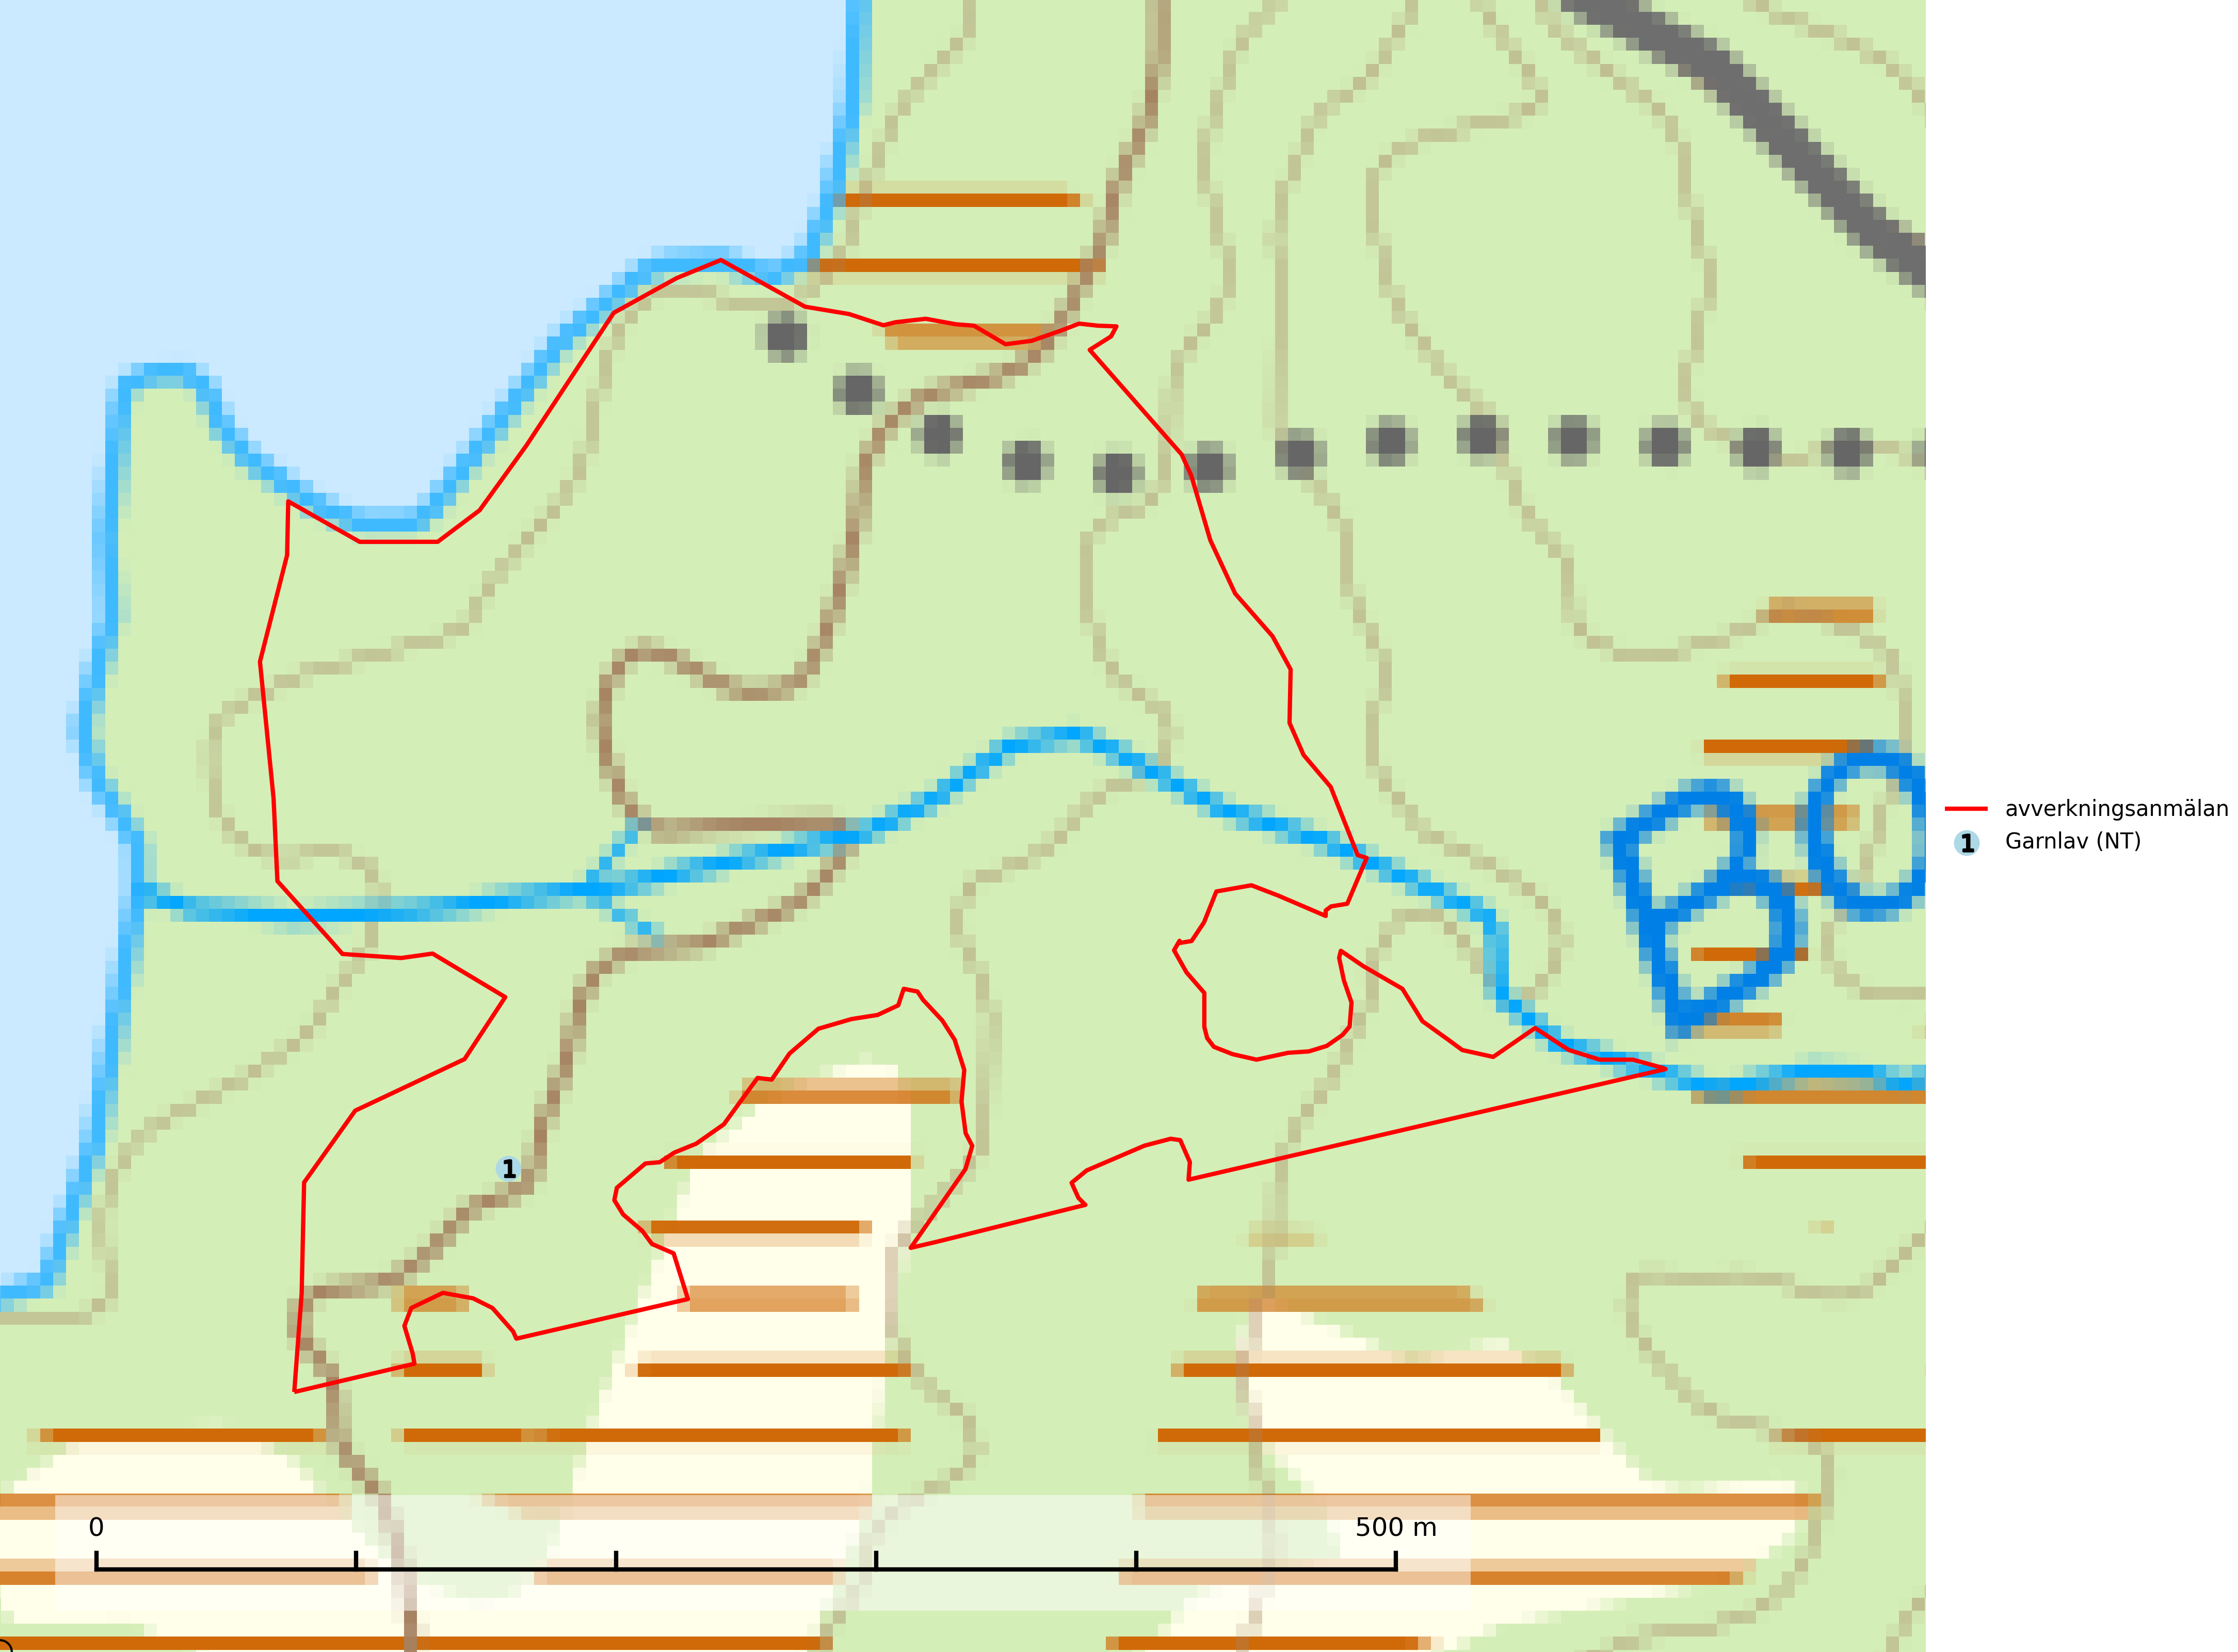 avverkningsanmälan
1 Garnlav (NT)
1
0 500 m